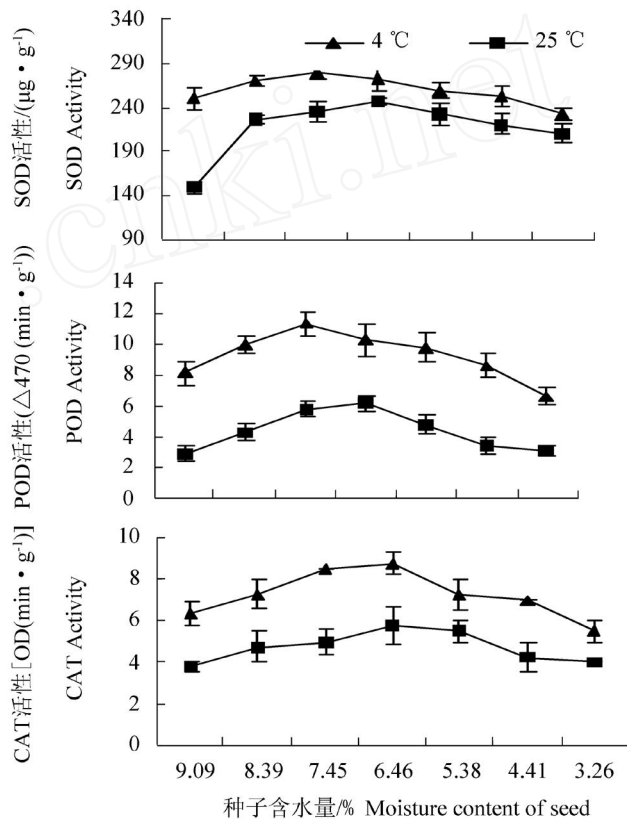 4 ℃ 25 ℃
SOD活性/(μg·g⁻¹)
SOD Activity
340
290
240
190
140
90
POD活性(△470 (min·g⁻¹))
POD Activity
14
12
10
8
6
4
2
0
CAT活性[OD(min·g⁻¹)]
CAT Activity
10
8
6
4
2
0
9.09 8.39 7.45 6.46 5.38 4.41 3.26
种子含水量/% Moisture content of seed
.cnki.net